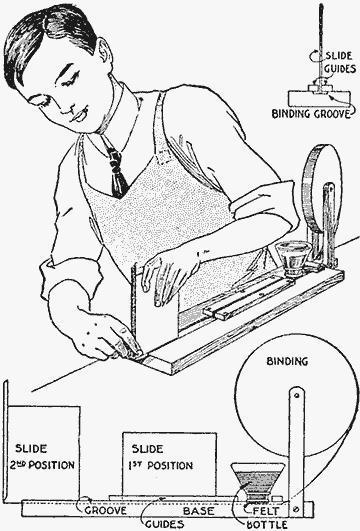 SLIDE
GUIDES
BINDING GROOVE
BINDING
SLIDE
2ND POSITION
SLIDE
1ST POSITION
GROOVE
GUIDES
BASE
FELT
BOTTLE